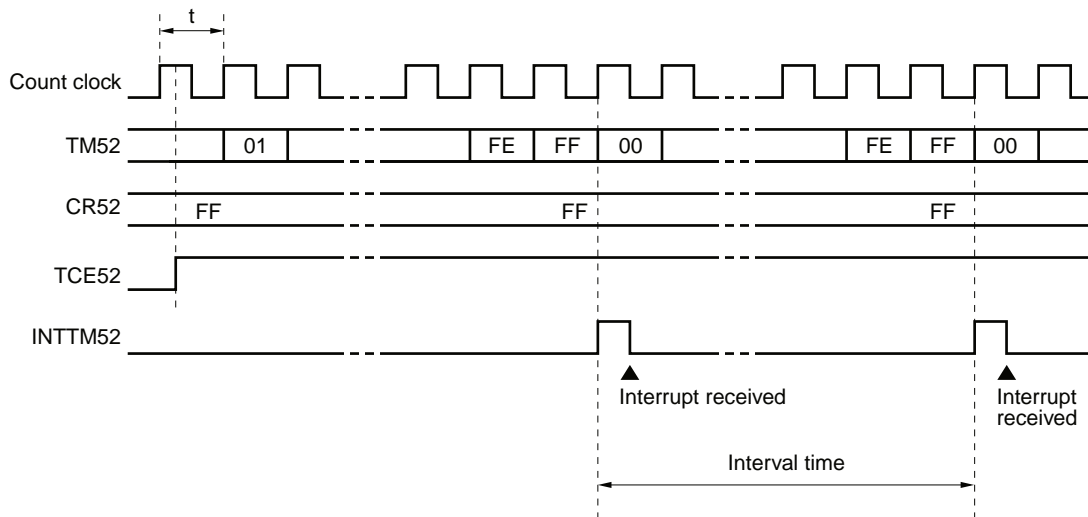 t
Count clock
TM52 01 FE FF 00 FE FF 00
CR52 FF FF FF
TCE52
INTTM52
Interrupt received Interrupt
received
Interval time